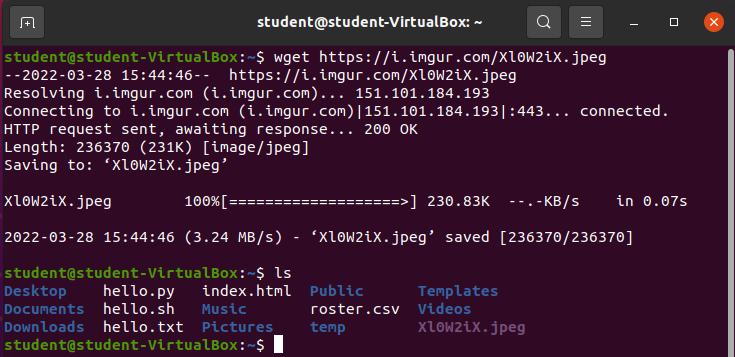 student@student-VirtualBox: ~
student@student-VirtualBox:~$ wget https://i.imgur.com/Xl0W2iX.jpeg
--2022-03-28 15:44:46--  https://i.imgur.com/Xl0W2iX.jpeg
Resolving i.imgur.com (i.imgur.com)... 151.101.184.193
Connecting to i.imgur.com (i.imgur.com)|151.101.184.193|:443... connected.
HTTP request sent, awaiting response... 200 OK
Length: 236370 (231K) [image/jpeg]
Saving to: ‘Xl0W2iX.jpeg’
Xl0W2iX.jpeg        100%[===================>] 230.83K  --.-KB/s    in 0.07s
2022-03-28 15:44:46 (3.24 MB/s) - ‘Xl0W2iX.jpeg’ saved [236370/236370]
student@student-VirtualBox:~$ ls
Desktop    hello.py   index.html  Public      Templates
Documents  hello.sh   Music       roster.csv  Videos
Downloads  hello.txt  Pictures    temp        Xl0W2iX.jpeg
student@student-VirtualBox:~$